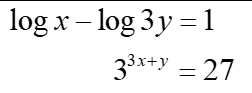 log x − log 3y = 1
3^{3x+y} = 27